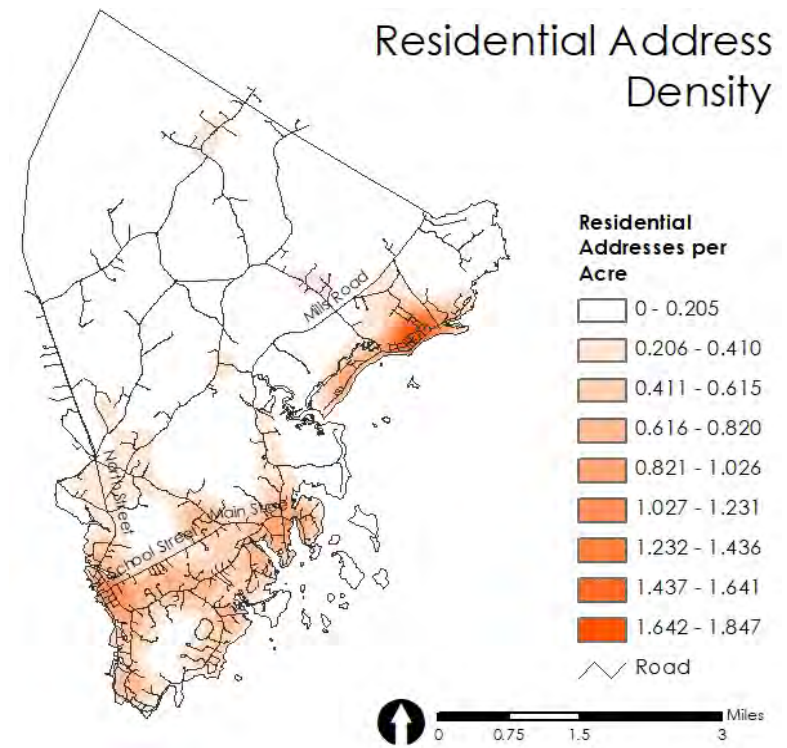 Residential Address
Density
Residential
Addresses per
Acre
0 - 0.205
0.206 - 0.410
0.411 - 0.615
0.616 - 0.820
0.821 - 1.026
1.027 - 1.231
1.232 - 1.436
1.437 - 1.641
1.642 - 1.847
Road
Mills Road
North Street
Main Street
School Street
Miles
0 0.75 1.5 3